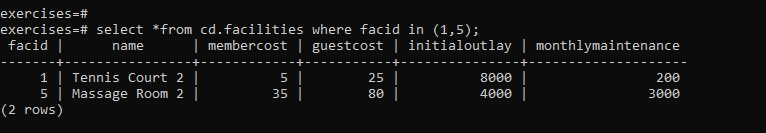 exercises=#
exercises=# select *from cd.facilities where facid in (1,5);
 facid |      name      | membercost | guestcost | initialoutlay | monthlymaintenance
-------+----------------+------------+-----------+---------------+--------------------
     1 | Tennis Court 2 |          5 |        25 |          8000 |                200
     5 | Massage Room 2 |         35 |        80 |          4000 |               3000
(2 rows)